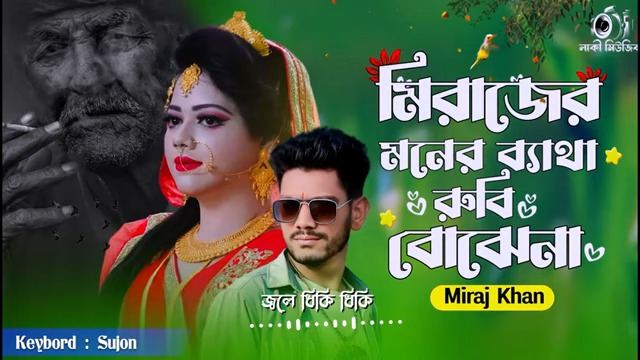 লাকী মিউজিক
মিরাজের
মনের ব্যাথা
রুবি
বোঝেনা
Miraj Khan
জ্বলে ধিকি ধিকি
Keybord : Sujon